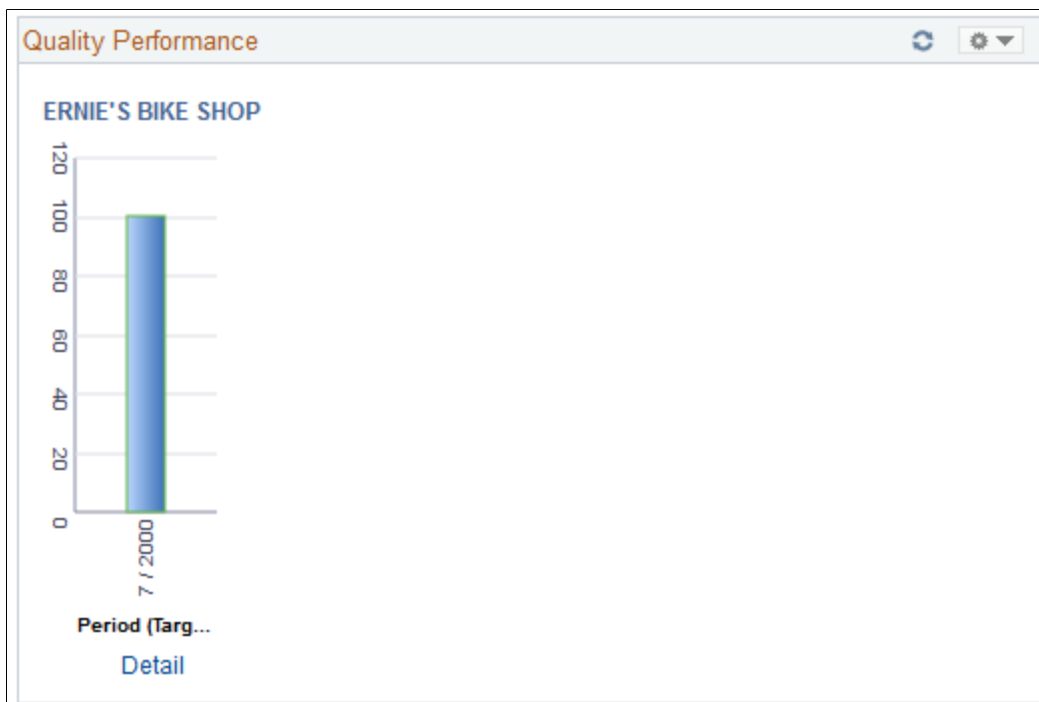 Quality Performance
ERNIE'S BIKE SHOP
120
100
80
60
40
20
0
7 / 2000
Period (Targ...
Detail